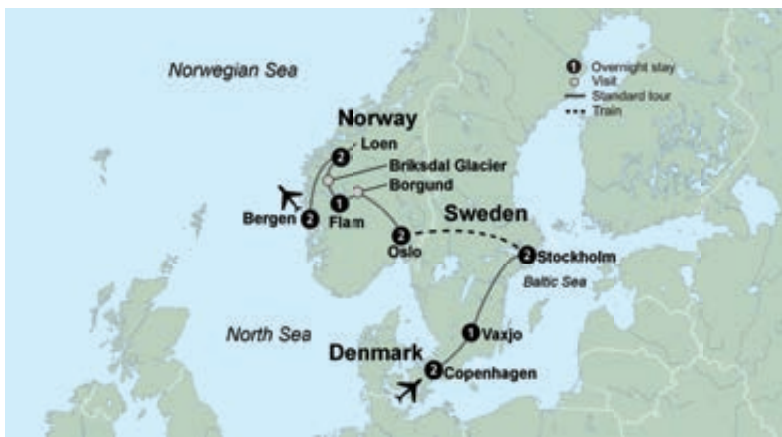 Norwegian Sea
1 Overnight stay
Visit
Standard tour
Train
Norway
Loen
2
Briksdal Glacier
Borgund
1
Bergen 2
Flam
Sweden
2
Oslo
2 Stockholm
Baltic Sea
North Sea
1 Vaxjo
Denmark
2 Copenhagen